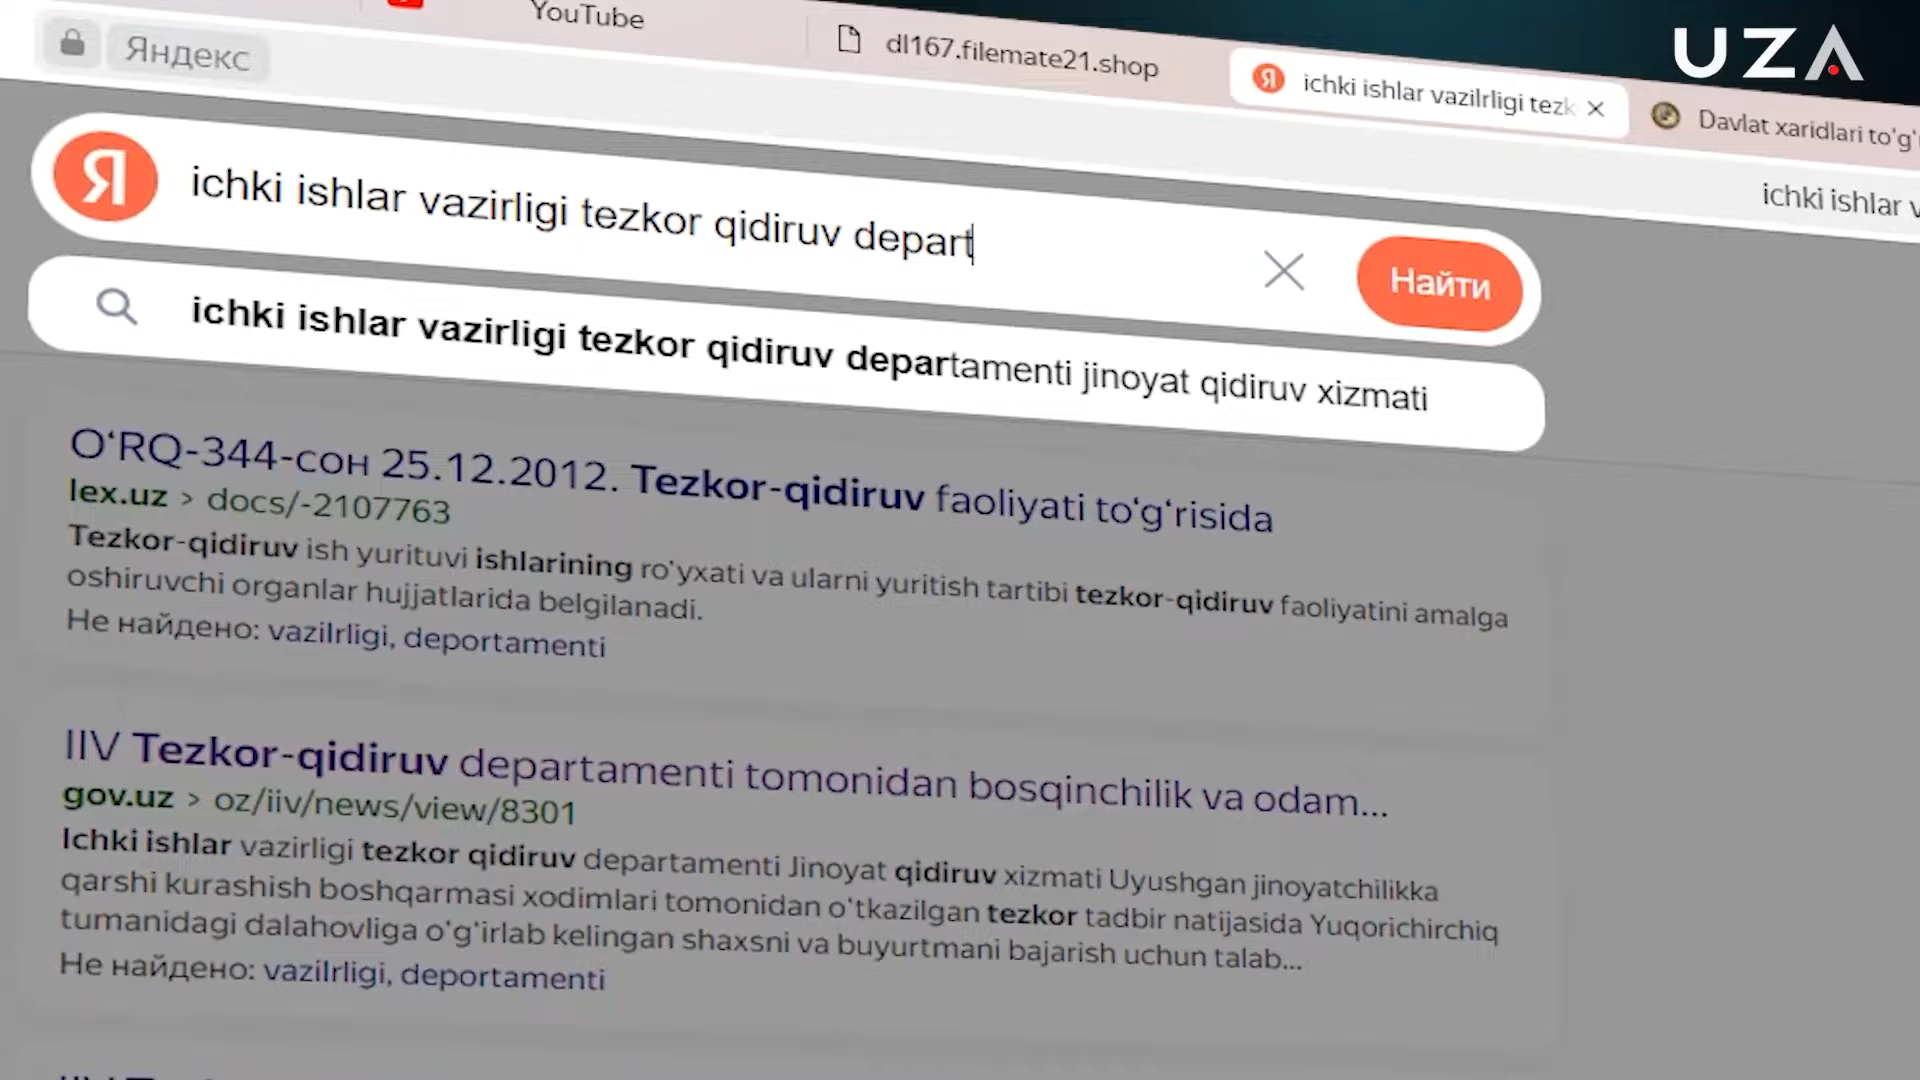 YouTube
dl167.filemate21.shop
ichki ishlar vazilrligi tezk
Davlat xaridlari to'g'
UZA
Яндекс
ichki ishlar v
Я
ichki ishlar vazirligi tezkor qidiruv depart
Найти
ichki ishlar vazirligi tezkor qidiruv departamenti jinoyat qidiruv xizmati
O‘RQ-344-сон 25.12.2012. Tezkor-qidiruv faoliyati to‘g‘risida
lex.uz > docs/-2107763
Tezkor-qidiruv ish yurituvi ishlarining ro'yxati va ularni yuritish tartibi tezkor-qidiruv faoliyatini amalga
oshiruvchi organlar hujjatlarida belgilanadi.
Не найдено: vazilrligi, deportamenti
IIV Tezkor-qidiruv departamenti tomonidan bosqinchilik va odam...
gov.uz > oz/iiv/news/view/8301
Ichki ishlar vazirligi tezkor qidiruv departamenti Jinoyat qidiruv xizmati Uyushgan jinoyatchilikka
qarshi kurashish boshqarmasi xodimlari tomonidan o‘tkazilgan tezkor tadbir natijasida Yuqorichirchiq
tumanidagi dalahovliga o‘g‘irlab kelingan shaxsni va buyurtmani bajarish uchun talab...
Не найдено: vazilrligi, deportamenti